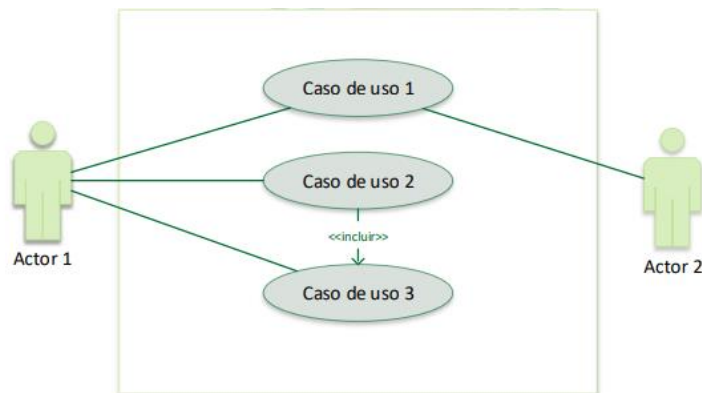 Caso de uso 1
Caso de uso 2
<<incluir>>
Actor 1
Actor 2
Caso de uso 3